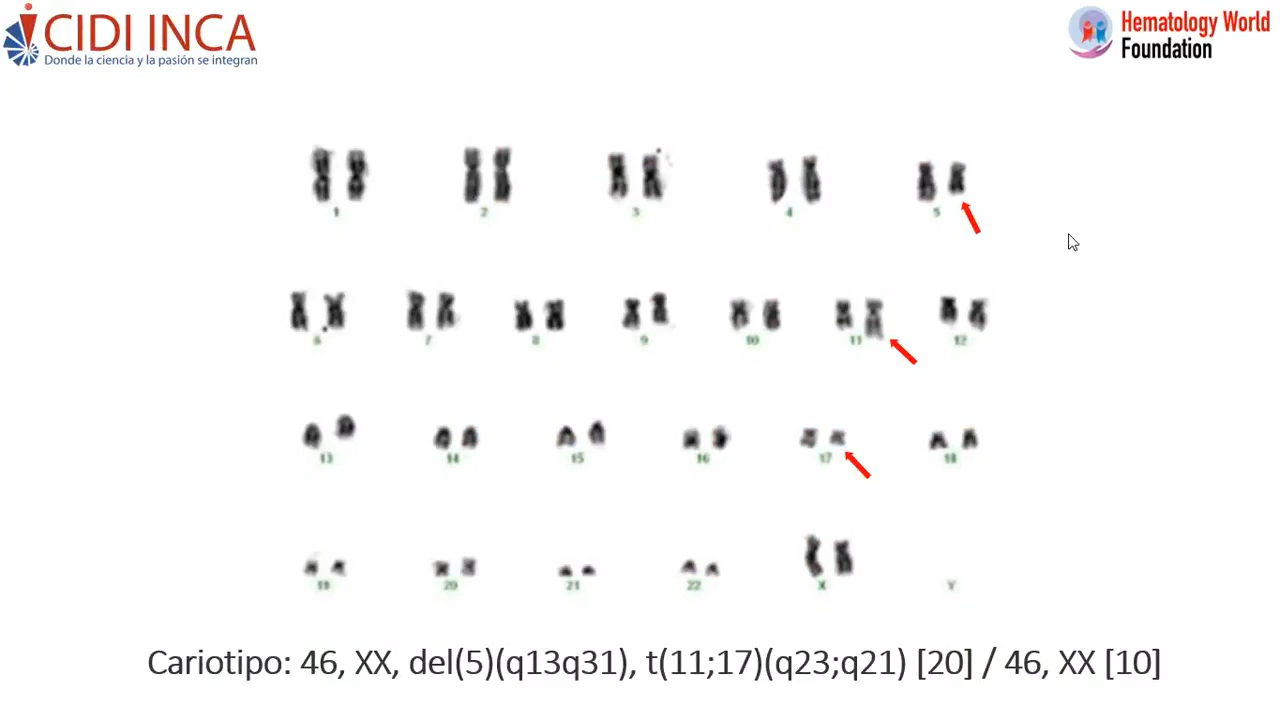 CIDI INCA
Donde la ciencia y la pasión se integran
Hematology World
Foundation
1 2 3 4 5
6 7 8 9 10 11 12
13 14 15 16 17 18
19 20 21 22 X Y
Cariotipo: 46, XX, del(5)(q13q31), t(11;17)(q23;q21) [20] / 46, XX [10]